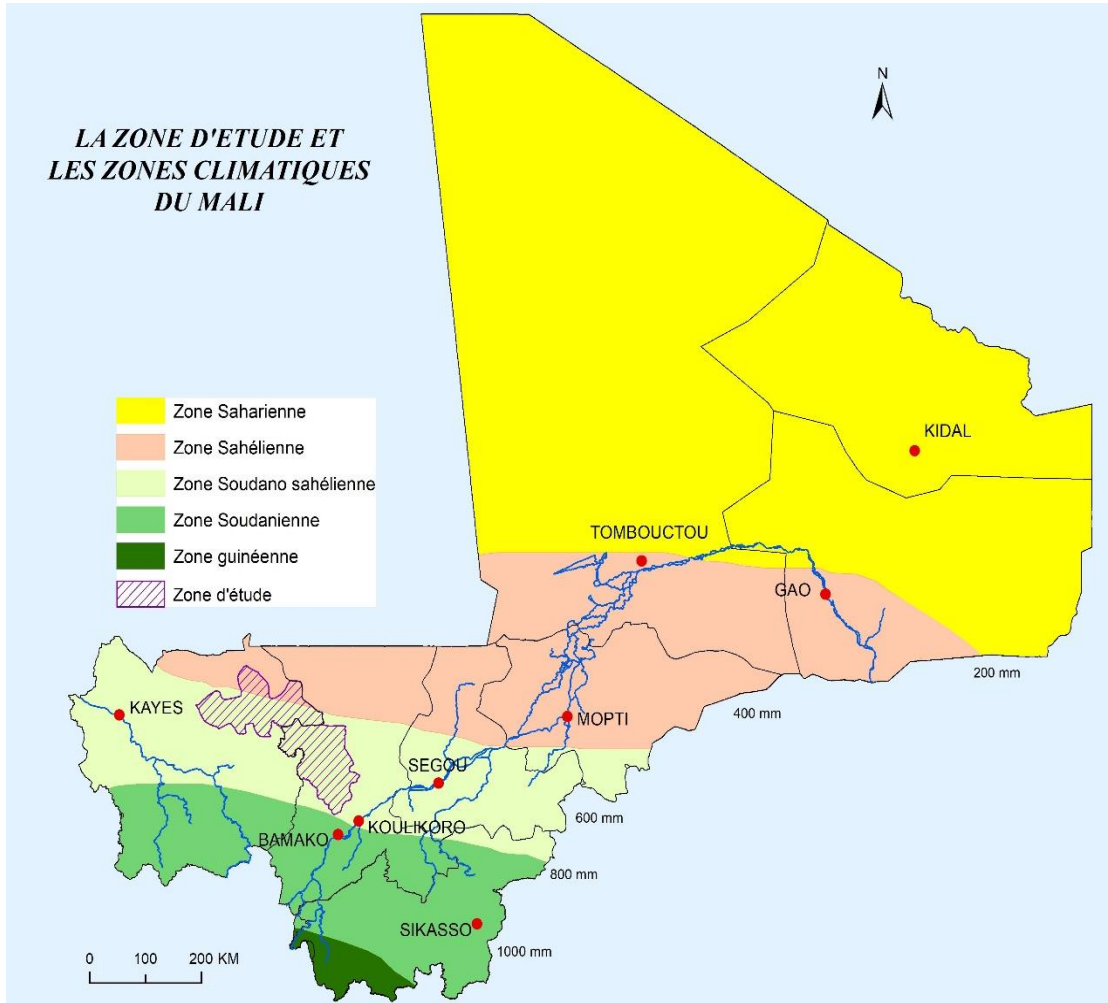 LA ZONE D'ETUDE ET
LES ZONES CLIMATIQUES
DU MALI
N
Zone Saharienne
Zone Sahélienne
Zone Soudano sahélienne
Zone Soudanienne
Zone guinéenne
Zone d'étude
KIDAL
TOMBOUCTOU
GAO
200 mm
400 mm
KAYES
MOPTI
SEGOU
600 mm
KOULIKORO
BAMAKO
800 mm
SIKASSO
1000 mm
0 100 200 KM